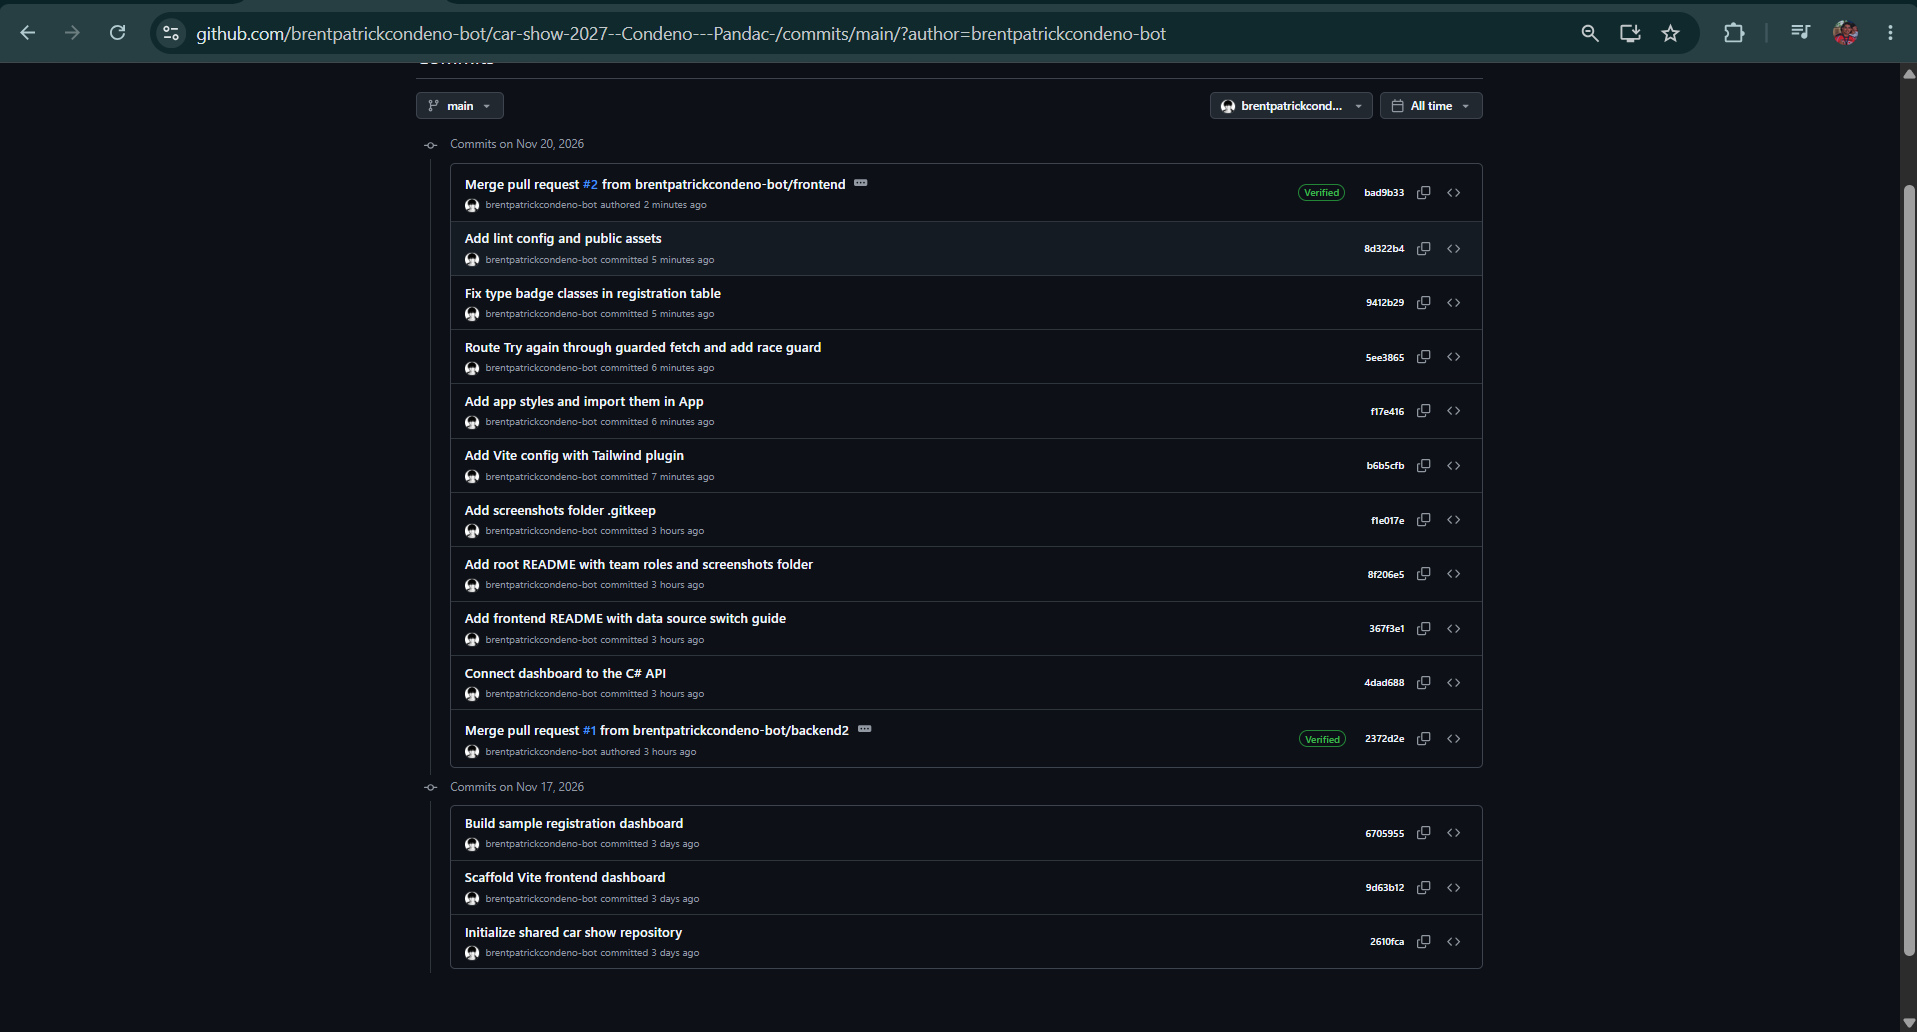 github.com/brentpatrickcondeno-bot/car-show-2027--Condeno---Pandac-/commits/main/?author=brentpatrickcondeno-bot
Commits
main
brentpatrickcond...
All time
Commits on Nov 20, 2026
Merge pull request #2 from brentpatrickcondeno-bot/frontend
Verified
bad9b33
brentpatrickcondeno-bot authored 2 minutes ago
Add lint config and public assets
8d322b4
brentpatrickcondeno-bot committed 5 minutes ago
Fix type badge classes in registration table
9412b29
brentpatrickcondeno-bot committed 5 minutes ago
Route Try again through guarded fetch and add race guard
5ee3865
brentpatrickcondeno-bot committed 6 minutes ago
Add app styles and import them in App
f17e416
brentpatrickcondeno-bot committed 6 minutes ago
Add Vite config with Tailwind plugin
b6b5cfb
brentpatrickcondeno-bot committed 7 minutes ago
Add screenshots folder .gitkeep
f1e017e
brentpatrickcondeno-bot committed 3 hours ago
Add root README with team roles and screenshots folder
8f206e5
brentpatrickcondeno-bot committed 3 hours ago
Add frontend README with data source switch guide
367f3e1
brentpatrickcondeno-bot committed 3 hours ago
Connect dashboard to the C# API
4dad688
brentpatrickcondeno-bot committed 3 hours ago
Merge pull request #1 from brentpatrickcondeno-bot/backend2
Verified
2372d2e
brentpatrickcondeno-bot authored 3 hours ago
Commits on Nov 17, 2026
Build sample registration dashboard
6705955
brentpatrickcondeno-bot committed 3 days ago
Scaffold Vite frontend dashboard
9d63b12
brentpatrickcondeno-bot committed 3 days ago
Initialize shared car show repository
2610fca
brentpatrickcondeno-bot committed 3 days ago